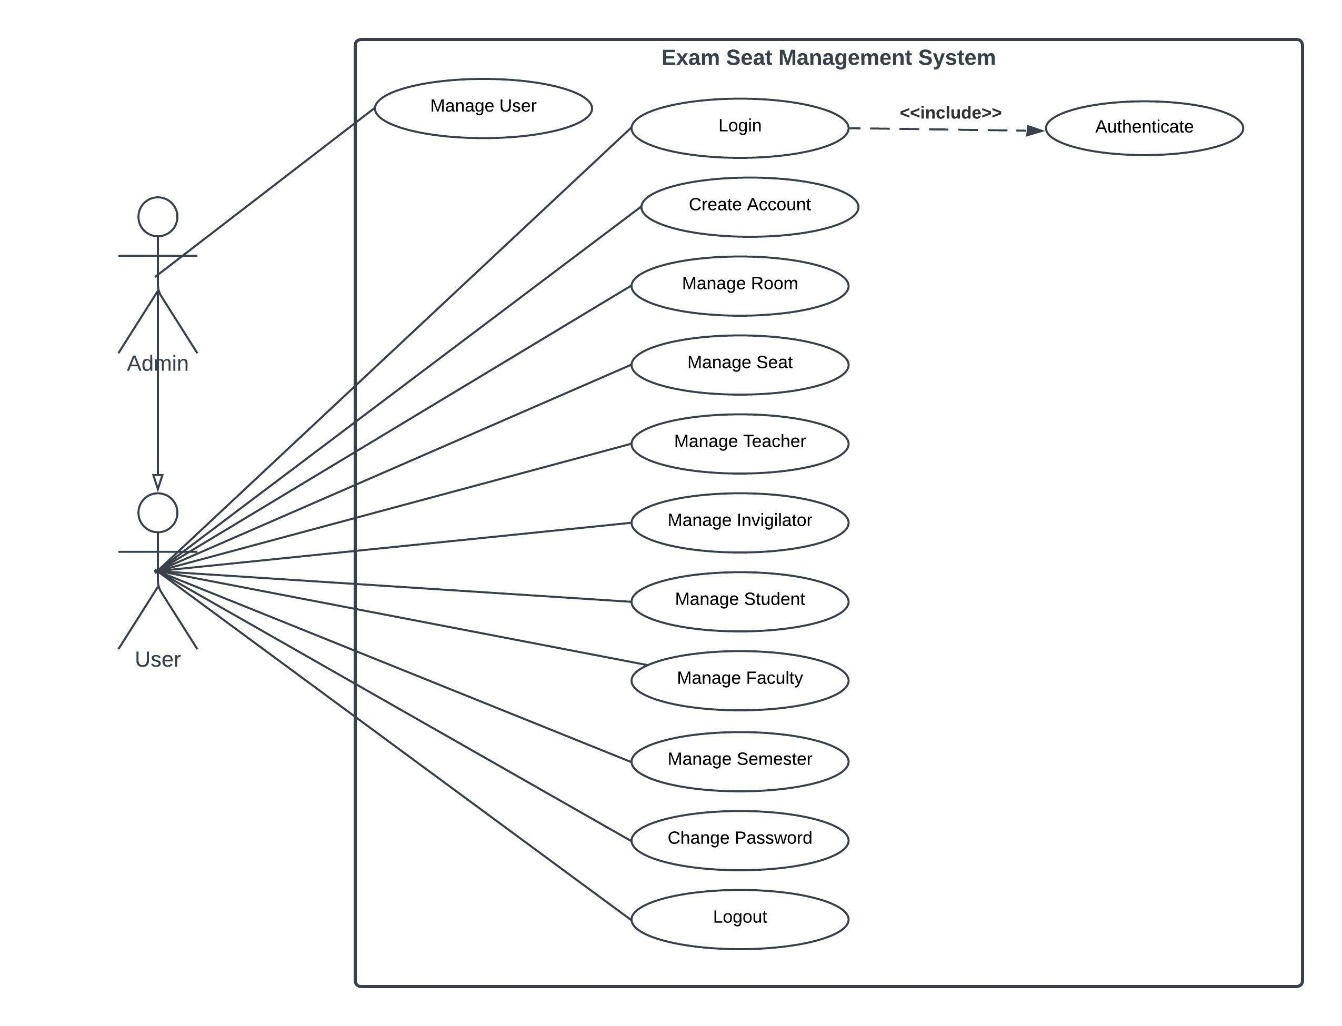 Exam Seat Management System
Manage User
Login
<<include>>
Authenticate
Create Account
Manage Room
Manage Seat
Admin
Manage Teacher
Manage Invigilator
Manage Student
User
Manage Faculty
Manage Semester
Change Password
Logout